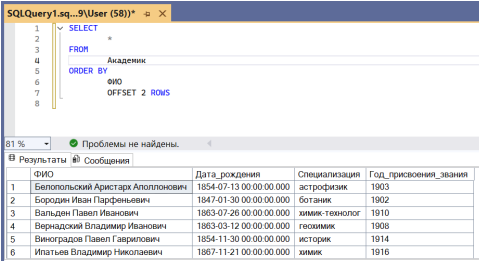 SQLQuery1.sq...9\User (58))*
1 SELECT
2 *
3 FROM
4 Академик
5 ORDER BY
6 ФИО
7 OFFSET 2 ROWS
8
81 % Проблемы не найдены.
Результаты Сообщения
ФИО Дата_рождения Специализация Год_присвоения_звания
1 Белопольский Аристарх Аполлонович 1854-07-13 00:00:00.000 астрофизик 1903
2 Бородин Иван Парфеньевич 1847-01-30 00:00:00.000 ботаник 1902
3 Вальден Павел Иванович 1863-07-26 00:00:00.000 химик-технолог 1910
4 Вернадский Владимир Иванович 1863-03-12 00:00:00.000 геохимик 1908
5 Виноградов Павел Гаврилович 1854-11-30 00:00:00.000 историк 1914
6 Ипатьев Владимир Николаевич 1867-11-21 00:00:00.000 химик 1916